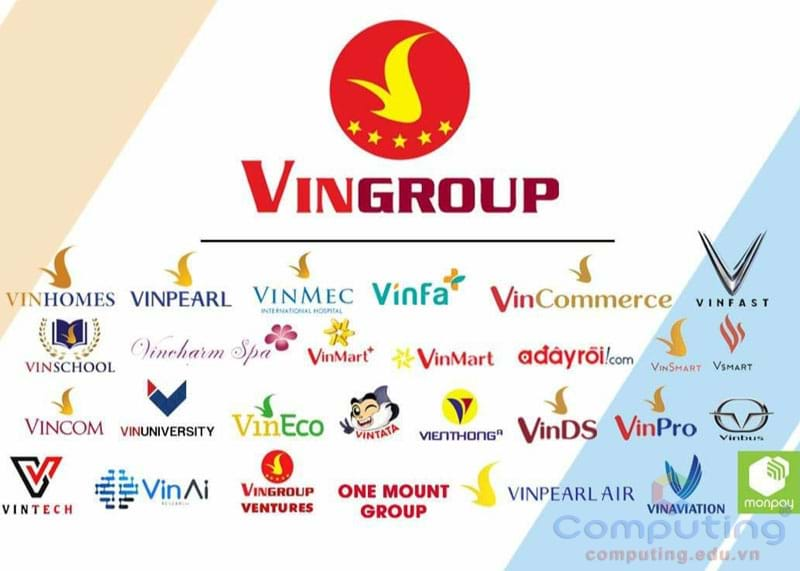 VINGROUP
VINHOMES
VINPEARL
VINMEC
INTERNATIONAL HOSPITAL
VinFa
VinCommerce
VINFAST
VINSCHOOL
Vincharm Spa
VinMart+
VinMart
adayroi!.com
VINSMART
VSMART
VINCOM
VINUNIVERSITY
VinEco
VINTATA
VIENTHONGA
VinDS
VinPro
Vinbus
VINTECH
VinAi
RESEARCH
VINGROUP
VENTURES
ONE MOUNT
GROUP
VINPEARL AIR
VINAVIATION
monpay
Computing
computing.edu.vn